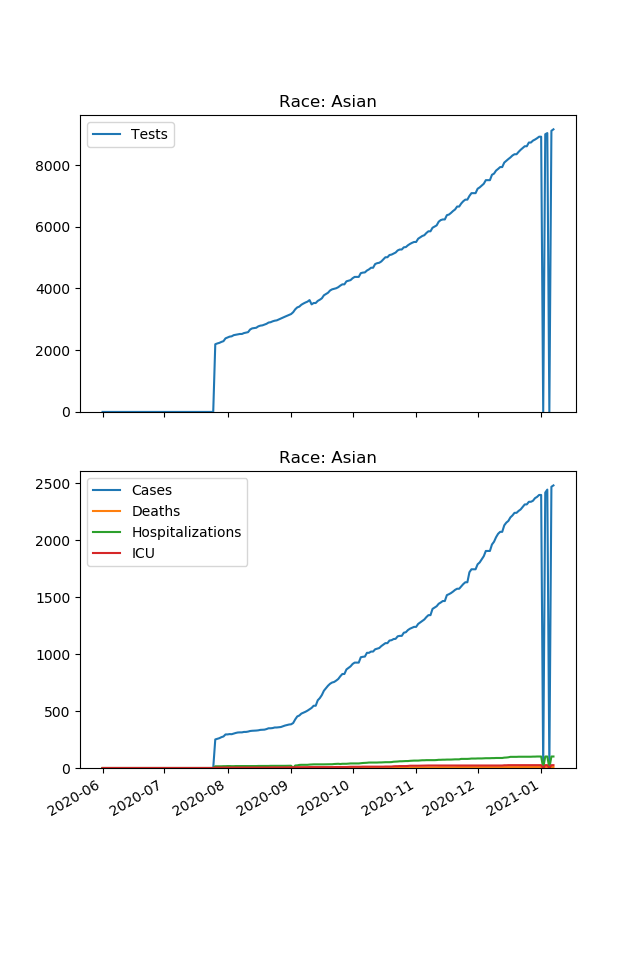 Race: Asian
Tests
8000
6000
4000
2000
0
Race: Asian
Cases
Deaths
Hospitalizations
ICU
2500
2000
1500
1000
500
0
2020-06
2020-07
2020-08
2020-09
2020-10
2020-11
2020-12
2021-01